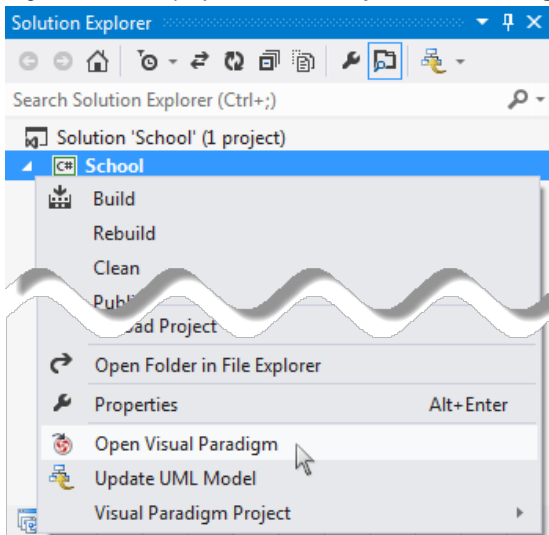 Solution Explorer
Search Solution Explorer (Ctrl+;)
Solution 'School' (1 project)
C# School
Build
Rebuild
Clean
Project
Open Folder in File Explorer
Properties Alt+Enter
Open Visual Paradigm
Update UML Model
Visual Paradigm Project